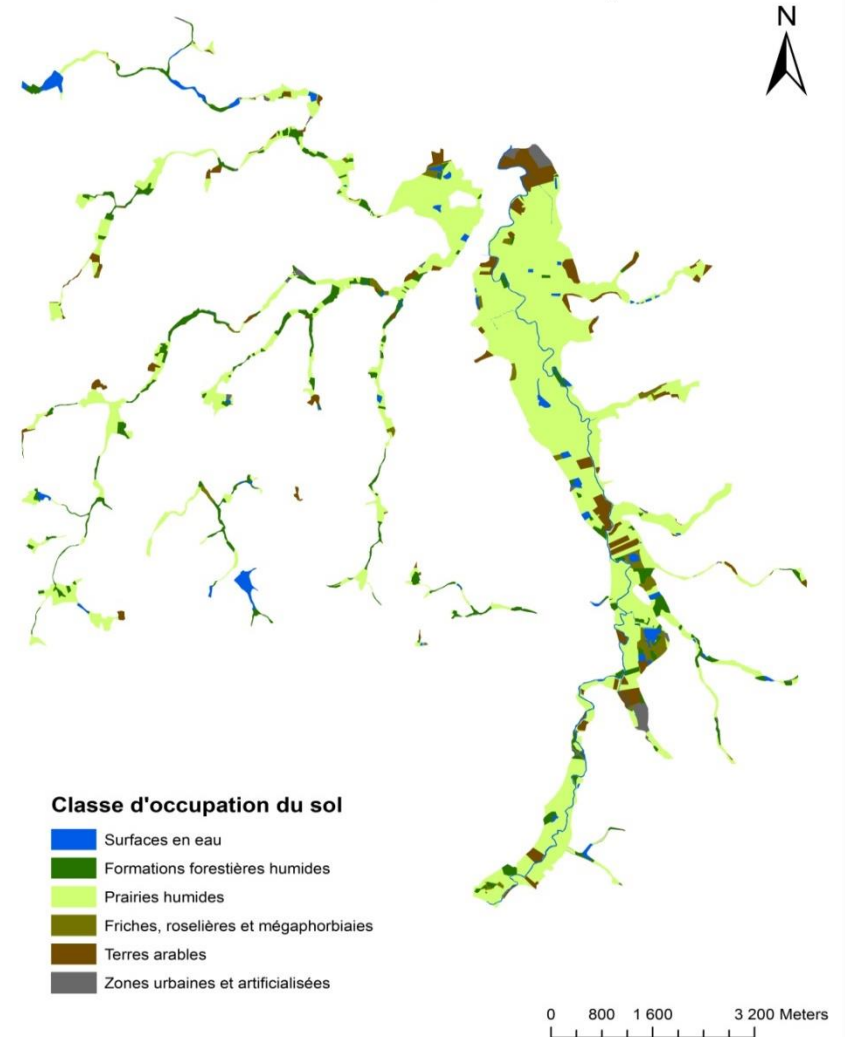 N
Classe d'occupation du sol
Surfaces en eau
Formations forestières humides
Prairies humides
Friches, roselières et mégaphorbiaies
Terres arables
Zones urbaines et artificialisées
0 800 1 600 3 200 Meters